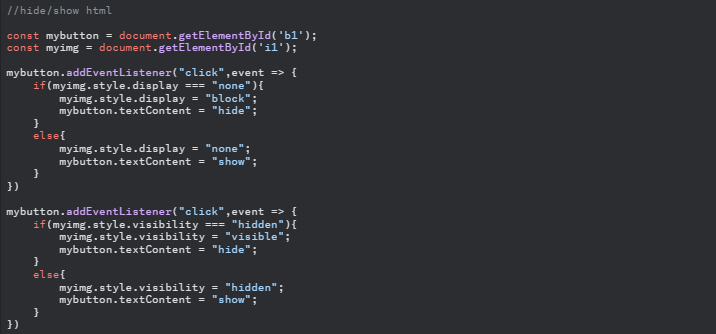 //hide/show html
const mybutton = document.getElementById('b1');
const myimg = document.getElementById('i1');
mybutton.addEventListener("click",event => {
    if(myimg.style.display === "none"){
        myimg.style.display = "block";
        mybutton.textContent = "hide";
    }
    else{
        myimg.style.display = "none";
        mybutton.textContent = "show";
    }
})
mybutton.addEventListener("click",event => {
    if(myimg.style.visibility === "hidden"){
        myimg.style.visibility = "visible";
        mybutton.textContent = "hide";
    }
    else{
        myimg.style.visibility = "hidden";
        mybutton.textContent = "show";
    }
})